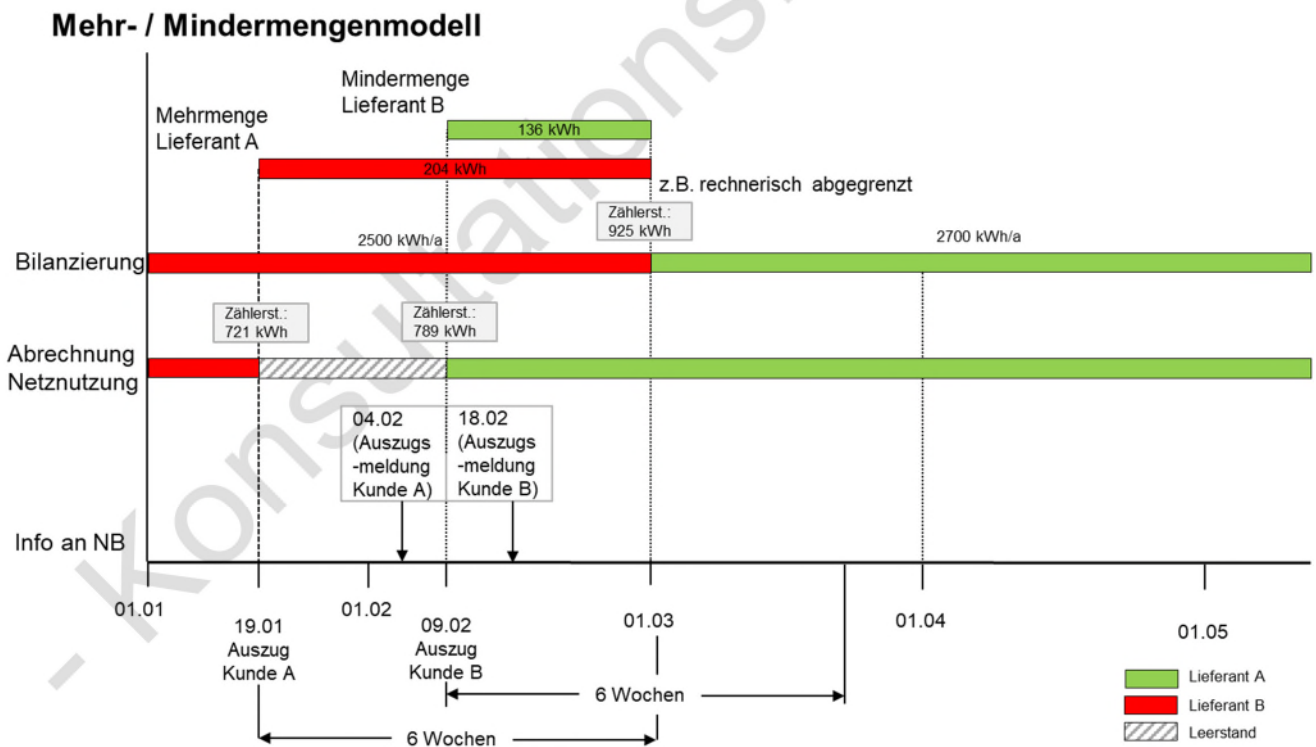 Mehr- / Mindermengenmodell
Mindermenge
Lieferant B
Mehrmenge
Lieferant A
136 kWh
204 kWh
z.B. rechnerisch abgegrenzt
Zählerst.:
925 kWh
2500 kWh/a
2700 kWh/a
Bilanzierung
Zählerst.:
721 kWh
Zählerst.:
789 kWh
Abrechnung
Netznutzung
04.02
(Auszugs
-meldung
Kunde A)
18.02
(Auszugs
-meldung
Kunde B)
Info an NB
01.01
01.02
01.03
01.04
01.05
19.01
Auszug
Kunde A
09.02
Auszug
Kunde B
6 Wochen
6 Wochen
Lieferant A
Lieferant B
Leerstand
- Konsultations